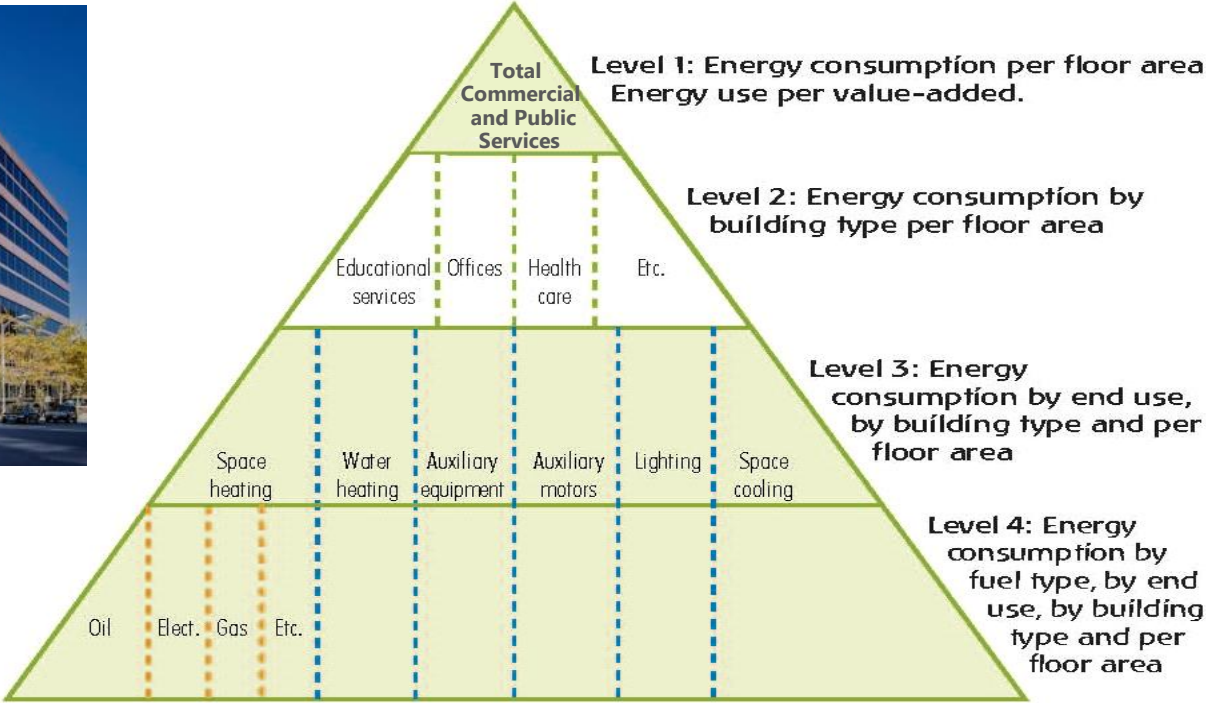 Total
Commercial
and Public
Services
Level 1: Energy consumption per floor area
Energy use per value-added.
Level 2: Energy consumption by
building type per floor area
Educational
services
Offices
Health
care
Etc.
Level 3: Energy
consumption by end use,
by building type and per
floor area
Space
heating
Water
heating
Auxiliary
equipment
Auxiliary
motors
Lighting
Space
cooling
Level 4: Energy
consumption by
fuel type, by end
use, by building
type and per
floor area
Oil
Elect.
Gas
Etc.